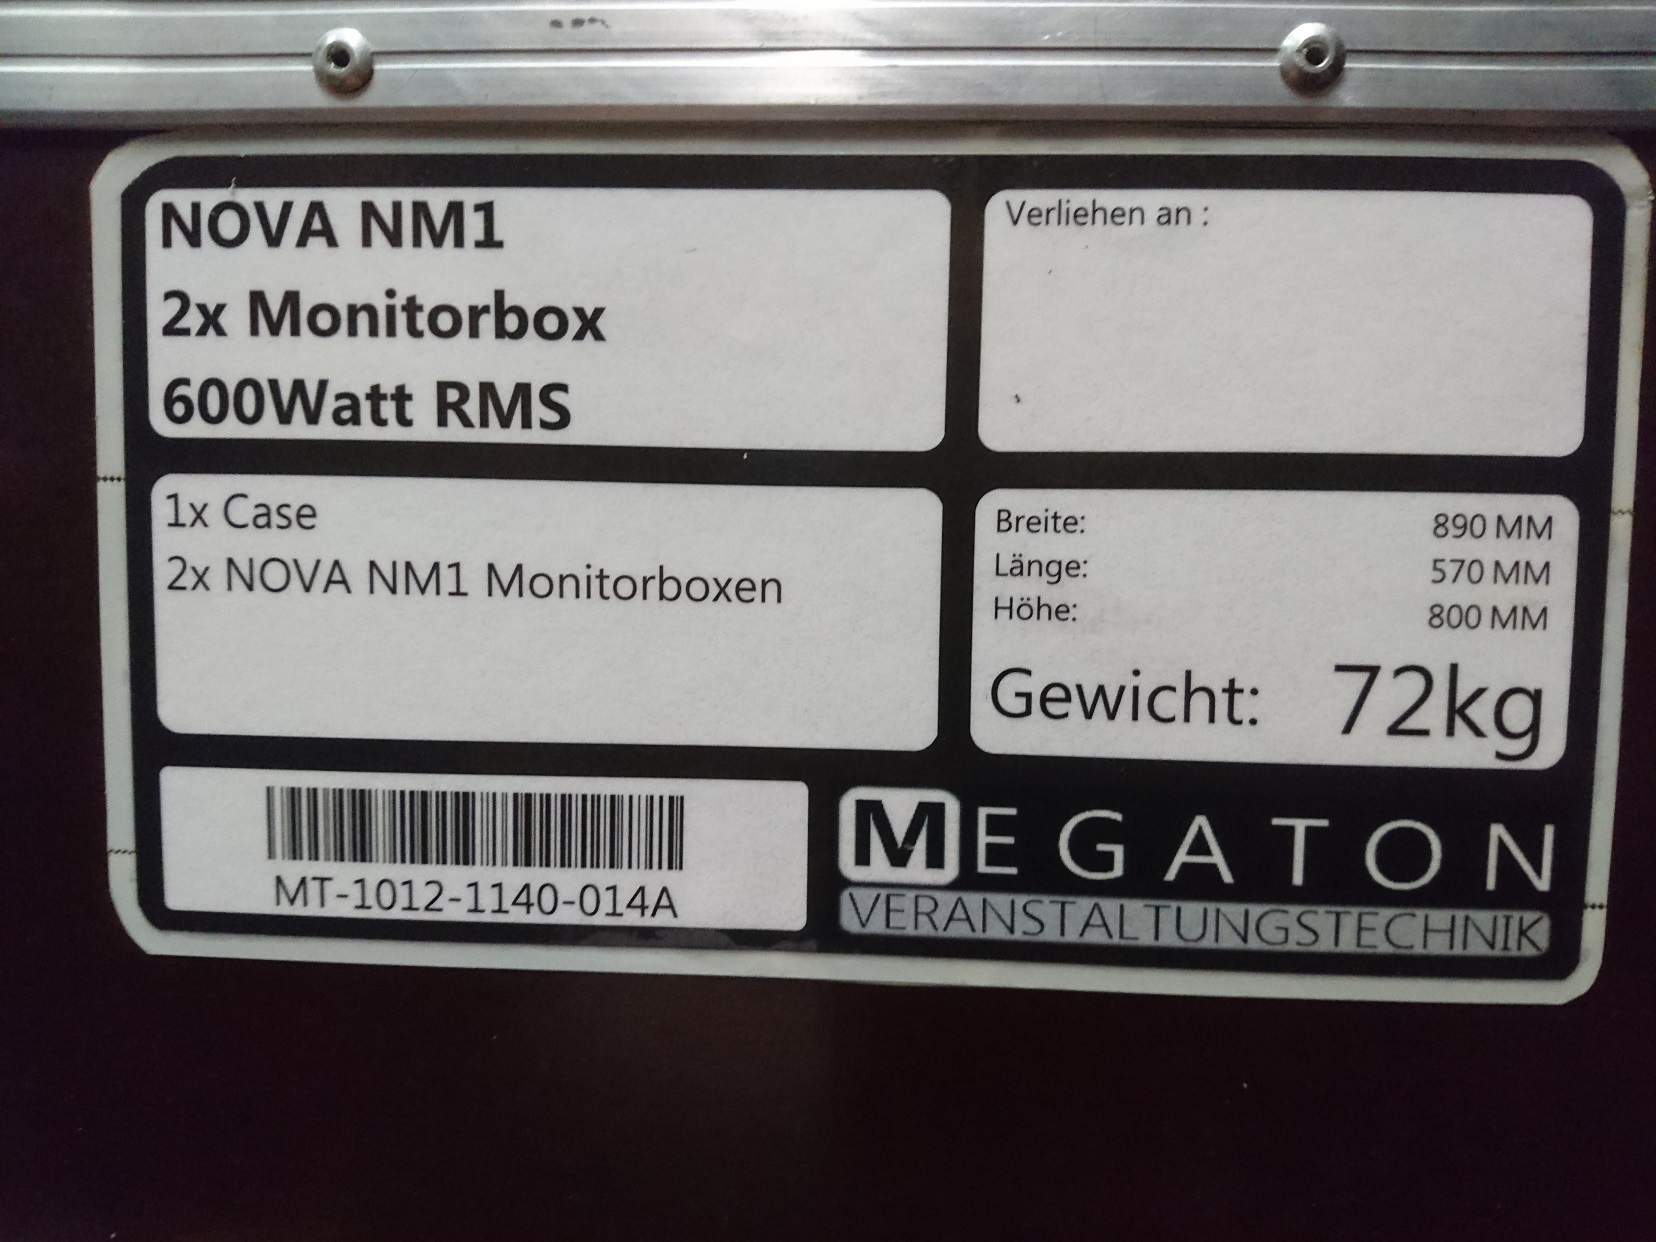 NOVA NM1
2x Monitorbox
600Watt RMS
Verliehen an :
1x Case
2x NOVA NM1 Monitorboxen
Breite: 890 MM
Länge: 570 MM
Höhe: 800 MM
Gewicht: 72kg
MT-1012-1140-014A
MEGATON
VERANSTALTUNGSTECHNIK